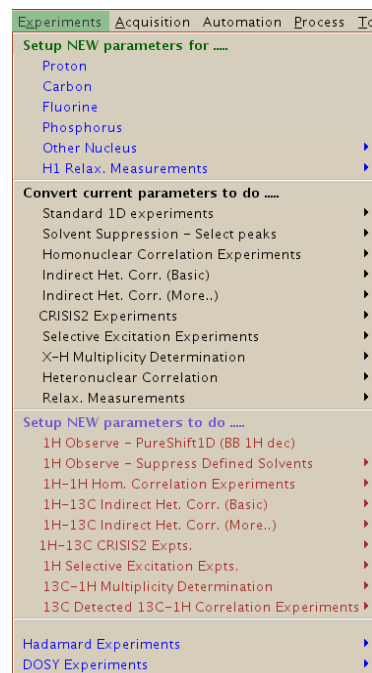 Experiments Acquisition Automation Process
Setup NEW parameters for .....
Proton
Carbon
Fluorine
Phosphorus
Other Nucleus
H1 Relax. Measurements
Convert current parameters to do .....
Standard 1D experiments
Solvent Suppression - Select peaks
Homonuclear Correlation Experiments
Indirect Het. Corr. (Basic)
Indirect Het. Corr. (More..)
CRISIS2 Experiments
Selective Excitation Experiments
X-H Multiplicity Determination
Heteronuclear Correlation
Relax. Measurements
Setup NEW parameters to do .....
1H Observe - PureShift1D (BB 1H dec)
1H Observe - Suppress Defined Solvents
1H-1H Hom. Correlation Experiments
1H-13C Indirect Het. Corr. (Basic)
1H-13C Indirect Het. Corr. (More..)
1H-13C CRISIS2 Expts.
1H Selective Excitation Expts.
13C-1H Multiplicity Determination
13C Detected 13C-1H Correlation Experiments
Hadamard Experiments
DOSY Experiments